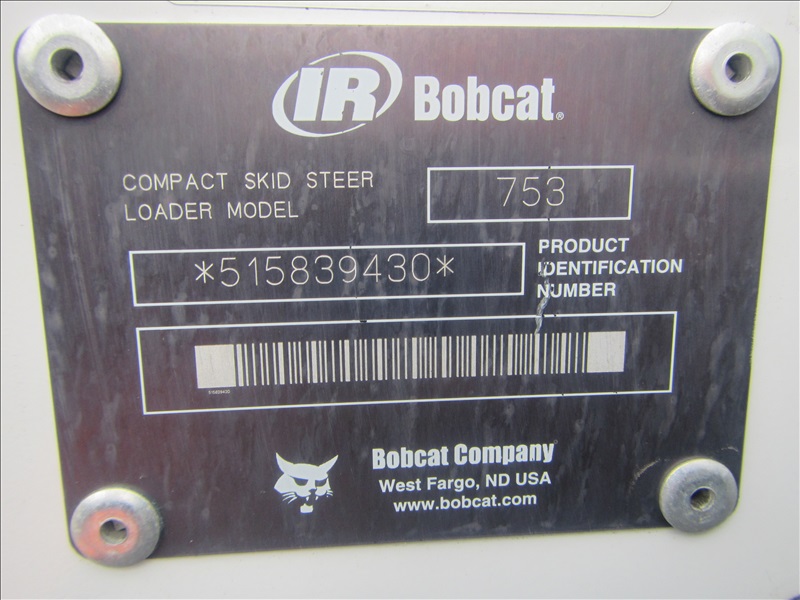 IR Bobcat®
COMPACT SKID STEER
LOADER MODEL
753
*515839430*
PRODUCT
IDENTIFICATION
NUMBER
515839430
Bobcat Company
West Fargo, ND USA
www.bobcat.com